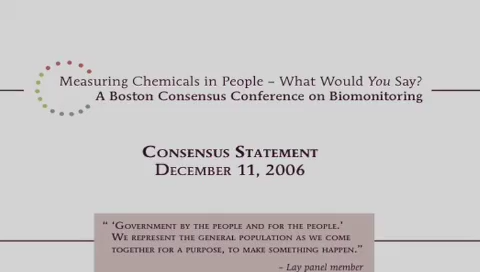 Measuring Chemicals in People – What Would You Say?
A Boston Consensus Conference on Biomonitoring
Consensus Statement
December 11, 2006
“ ‘Government by the people and for the people.’
We represent the general population as we come
together for a purpose, to make something happen.”
– Lay panel member